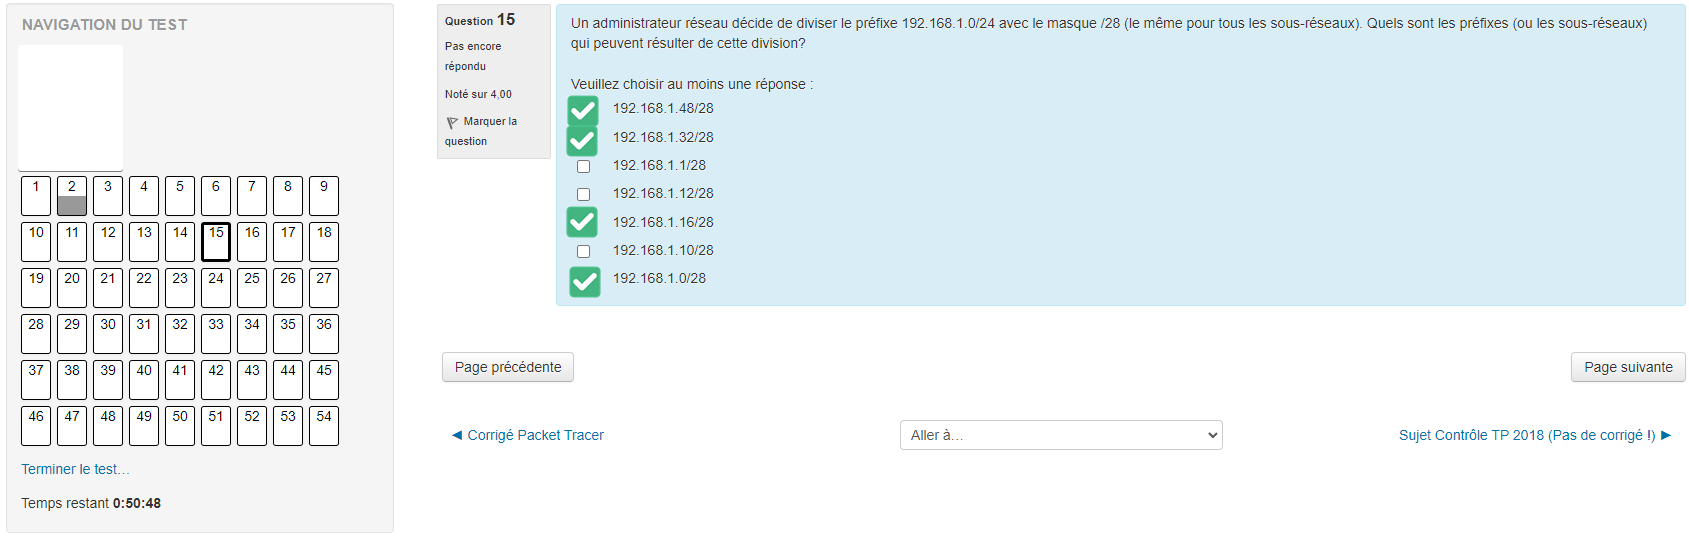 NAVIGATION DU TEST
1 2 3 4 5 6 7 8 9
10 11 12 13 14 15 16 17 18
19 20 21 22 23 24 25 26 27
28 29 30 31 32 33 34 35 36
37 38 39 40 41 42 43 44 45
46 47 48 49 50 51 52 53 54
Terminer le test…
Temps restant 0:50:48
Question 15
Pas encore
répondu
Noté sur 4,00
Marquer la
question
Un administrateur réseau décide de diviser le préfixe 192.168.1.0/24 avec le masque /28 (le même pour tous les sous-réseaux). Quels sont les préfixes (ou les sous-réseaux)
qui peuvent résulter de cette division?
Veuillez choisir au moins une réponse :
192.168.1.48/28
192.168.1.32/28
192.168.1.1/28
192.168.1.12/28
192.168.1.16/28
192.168.1.10/28
192.168.1.0/28
Page précédente
Page suivante
◄ Corrigé Packet Tracer
Aller à…
Sujet Contrôle TP 2018 (Pas de corrigé !) ►